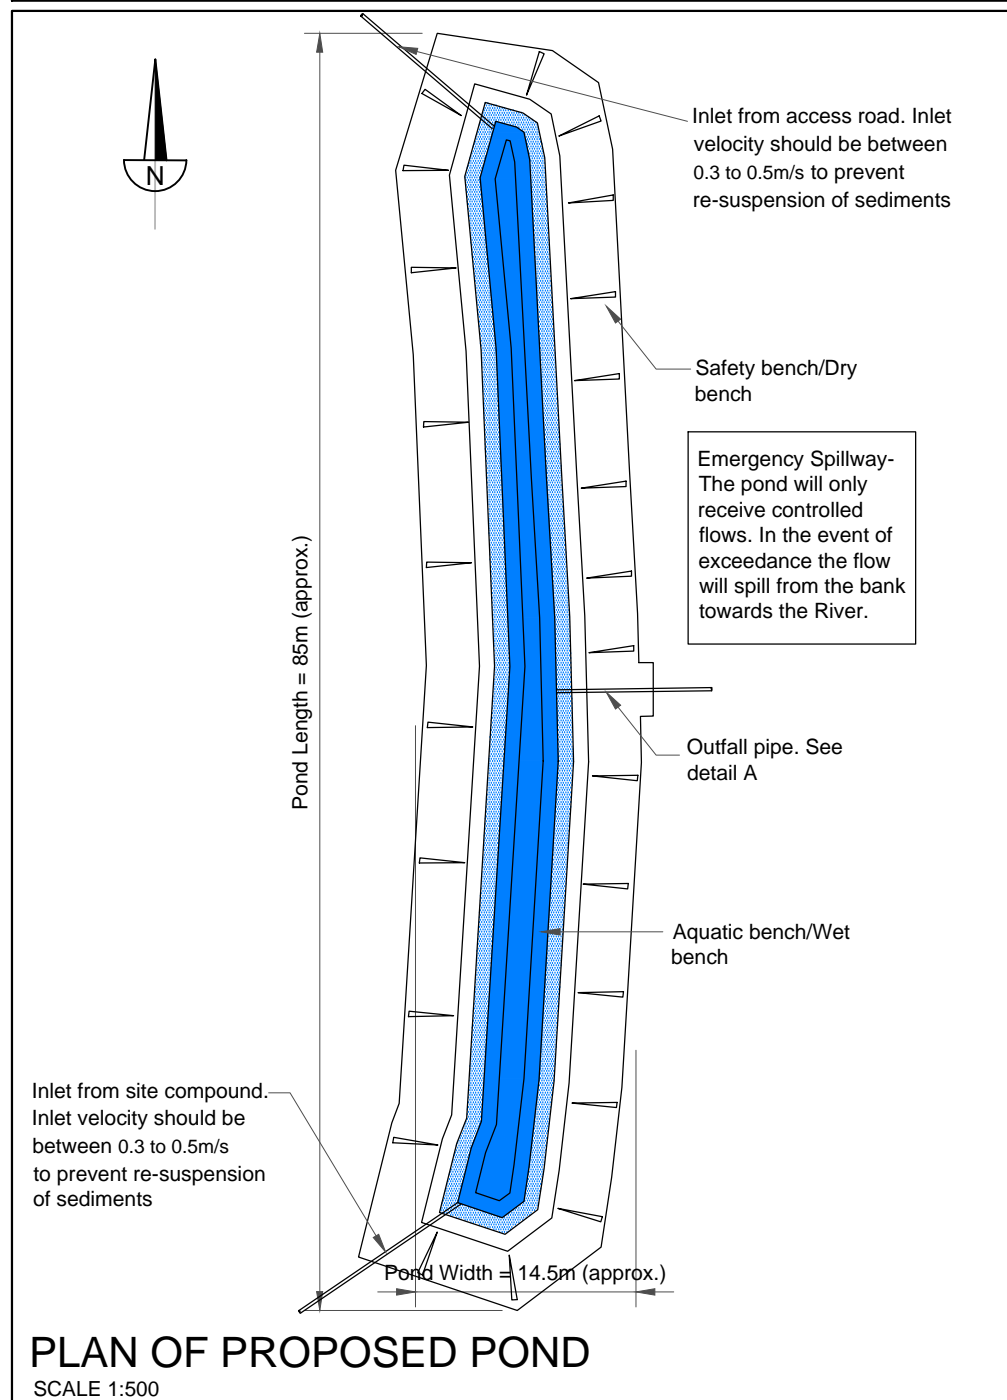 N
Inlet from access road. Inlet
velocity should be between
0.3 to 0.5m/s to prevent
re-suspension of sediments
Safety bench/Dry
bench
Emergency Spillway-
The pond will only
receive controlled
flows. In the event of
exceedance the flow
will spill from the bank
towards the River.
Pond Length = 85m (approx.)
Outfall pipe. See
detail A
Aquatic bench/Wet
bench
Inlet from site compound.
Inlet velocity should be
between 0.3 to 0.5m/s
to prevent re-suspension
of sediments
Pond Width = 14.5m (approx.)
PLAN OF PROPOSED POND
SCALE 1:500